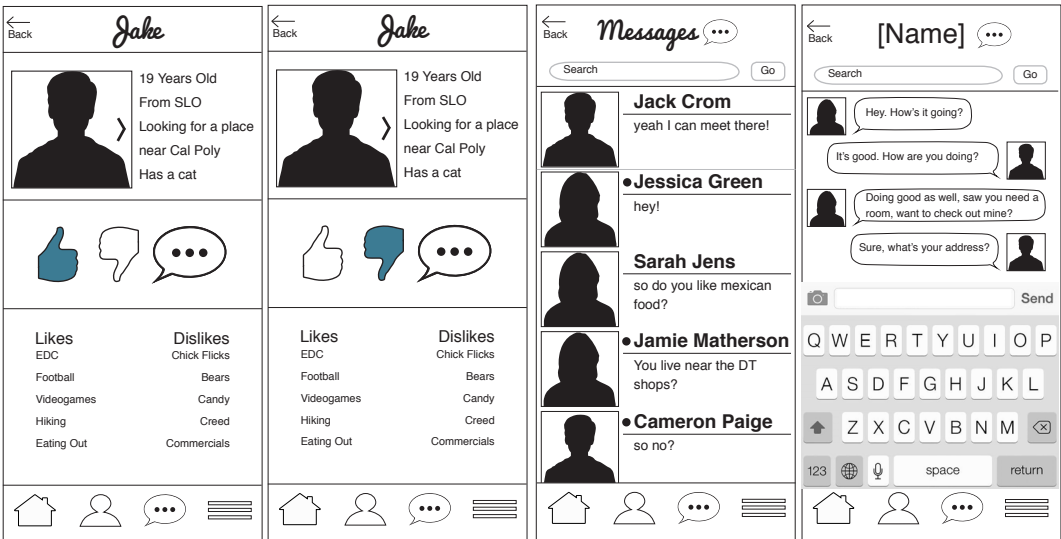 Back
Jake
19 Years Old
From SLO
Looking for a place
near Cal Poly
Has a cat
Likes
Dislikes
EDC
Chick Flicks
Football
Bears
Videogames
Candy
Hiking
Creed
Eating Out
Commercials
Back
Jake
19 Years Old
From SLO
Looking for a place
near Cal Poly
Has a cat
Likes
Dislikes
EDC
Chick Flicks
Football
Bears
Videogames
Candy
Hiking
Creed
Eating Out
Commercials
Back
Messages
Search
Go
Jack Crom
yeah I can meet there!
Jessica Green
hey!
Sarah Jens
so do you like mexican
food?
Jamie Matherson
You live near the DT
shops?
Cameron Paige
so no?
Back
[Name]
Search
Go
Hey. How's it going?
It's good. How are you doing?
Doing good as well, saw you need a
room, want to check out mine?
Sure, what's your address?
Send
Q W E R T Y U I O P
A S D F G H J K L
Z X C V B N M
123
space
return